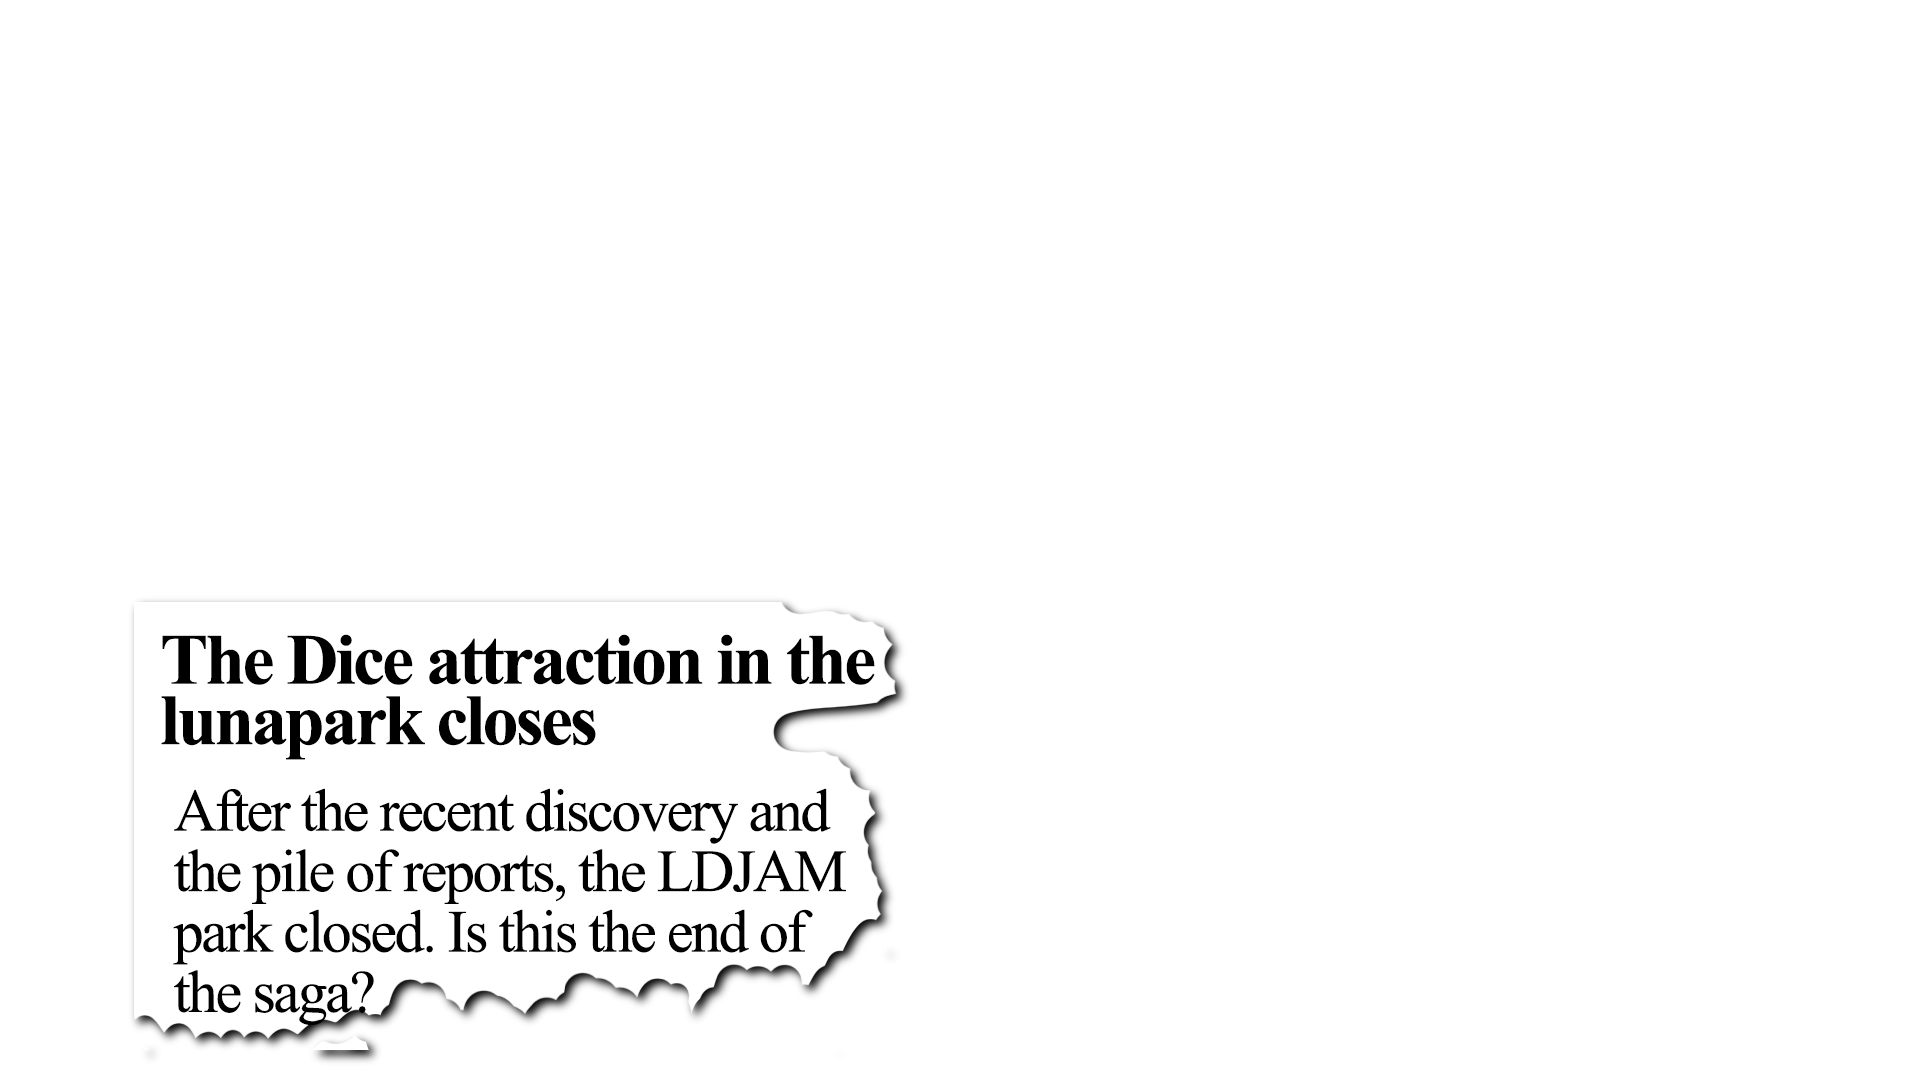 The Dice attraction in the
lunapark closes
After the recent discovery and
the pile of reports, the LDJAM
park closed. Is this the end of
the saga?